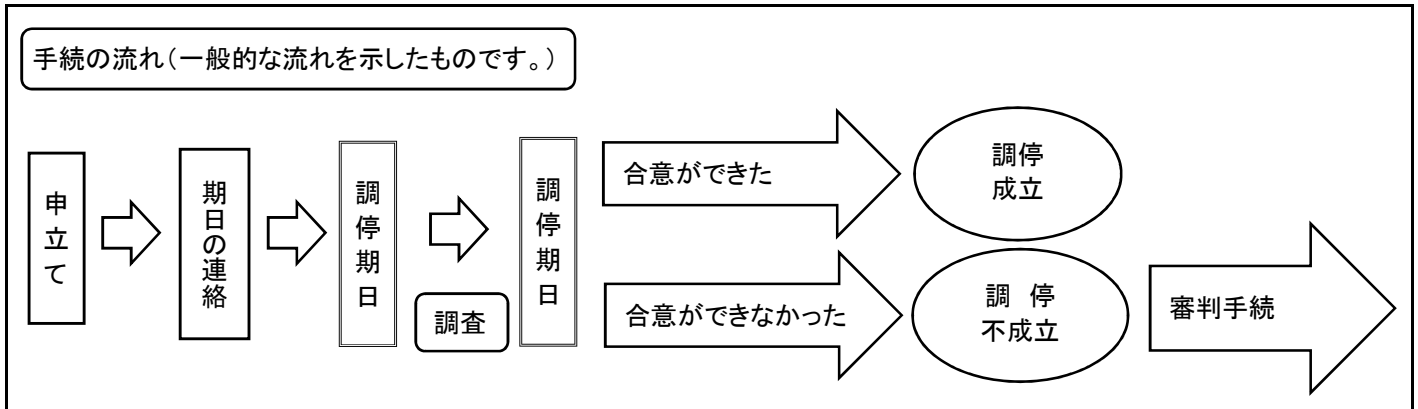 手続の流れ(一般的な流れを示したものです。)
申立て
期日の連絡
調停期日
調査
調停期日
合意ができた
調停
成立
合意ができなかった
調 停
不成立
審判手続